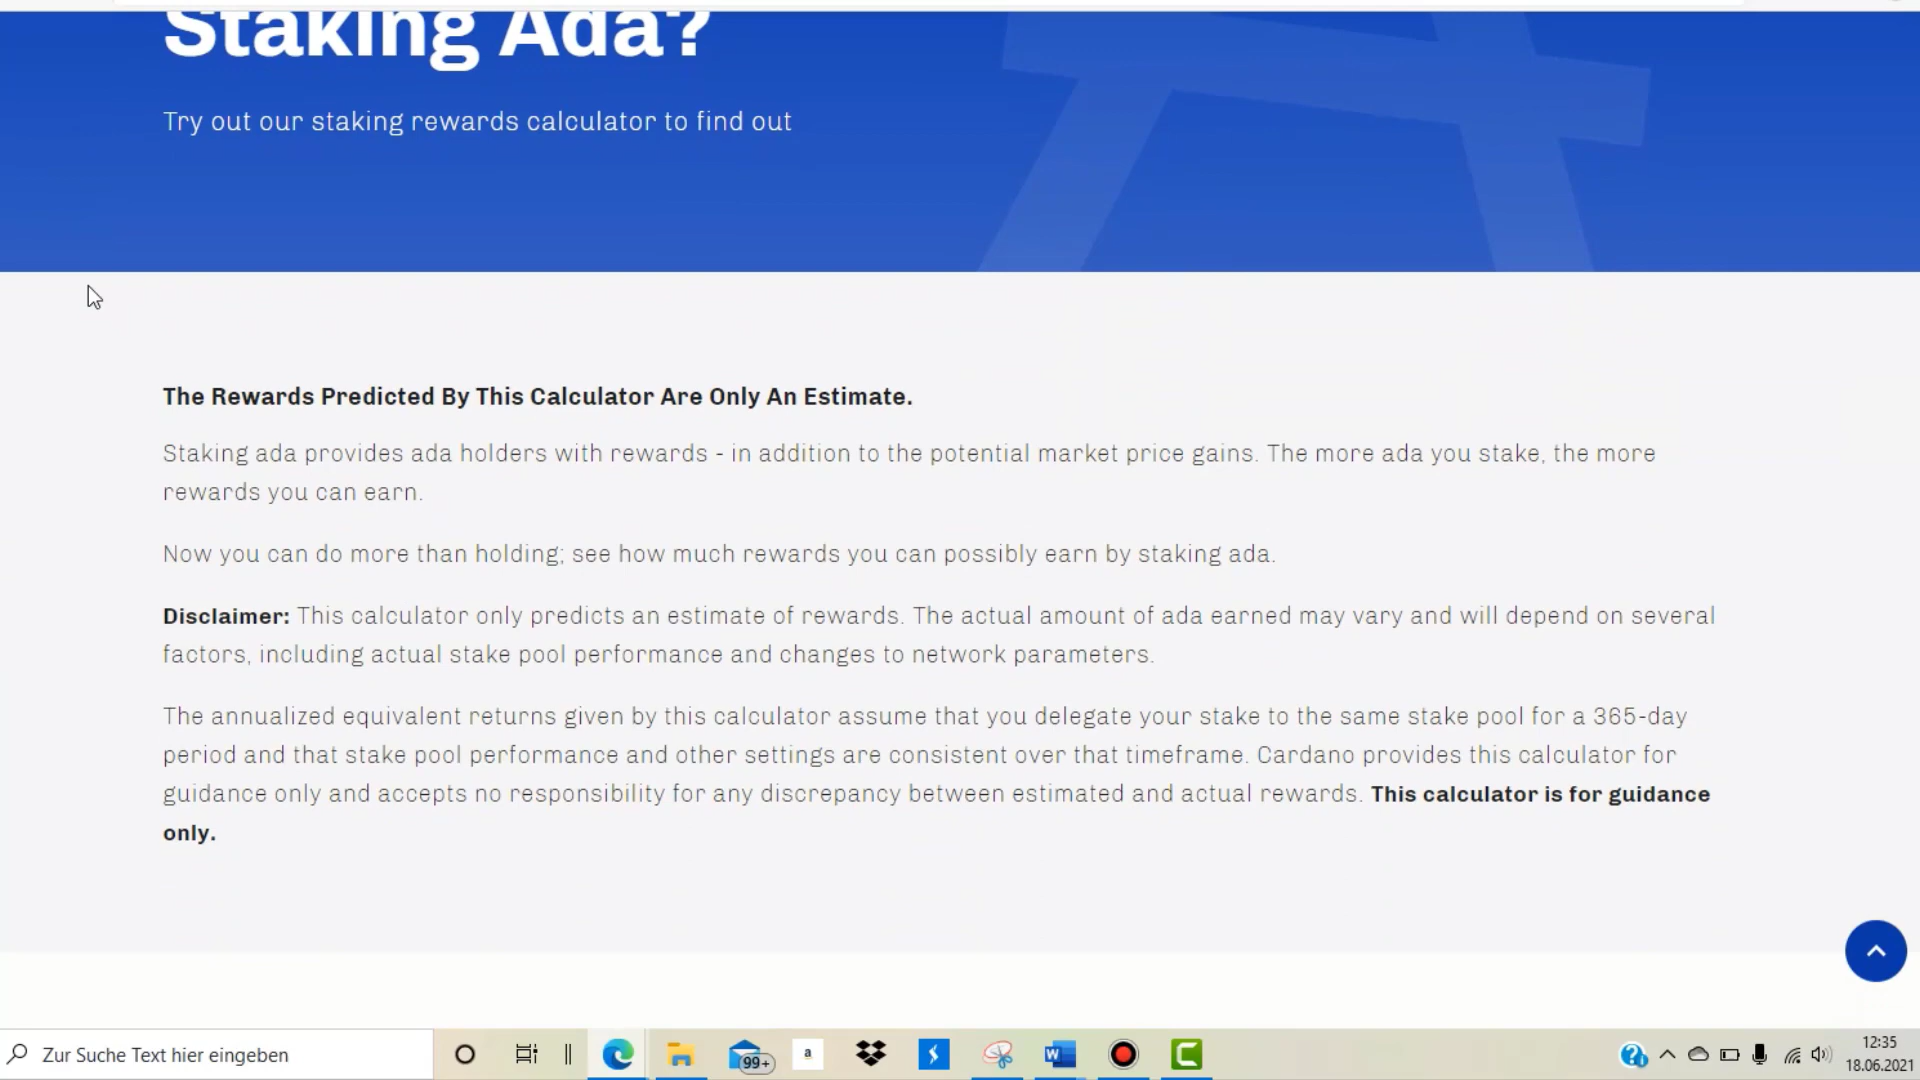 Staking Ada?
Try out our staking rewards calculator to find out
The Rewards Predicted By This Calculator Are Only An Estimate.
Staking ada provides ada holders with rewards - in addition to the potential market price gains. The more ada you stake, the more
rewards you can earn.
Now you can do more than holding; see how much rewards you can possibly earn by staking ada.
Disclaimer: This calculator only predicts an estimate of rewards. The actual amount of ada earned may vary and will depend on several
factors, including actual stake pool performance and changes to network parameters.
The annualized equivalent returns given by this calculator assume that you delegate your stake to the same stake pool for a 365-day
period and that stake pool performance and other settings are consistent over that timeframe. Cardano provides this calculator for
guidance only and accepts no responsibility for any discrepancy between estimated and actual rewards. This calculator is for guidance
only.
Zur Suche Text hier eingeben
99+
a
W
12:35
18.06.2021